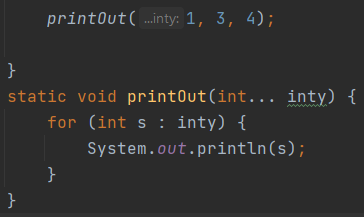 printOut( ...inty: 1, 3, 4);
}
static void printOut(int... inty) {
for (int s : inty) {
System.out.println(s);
}
}